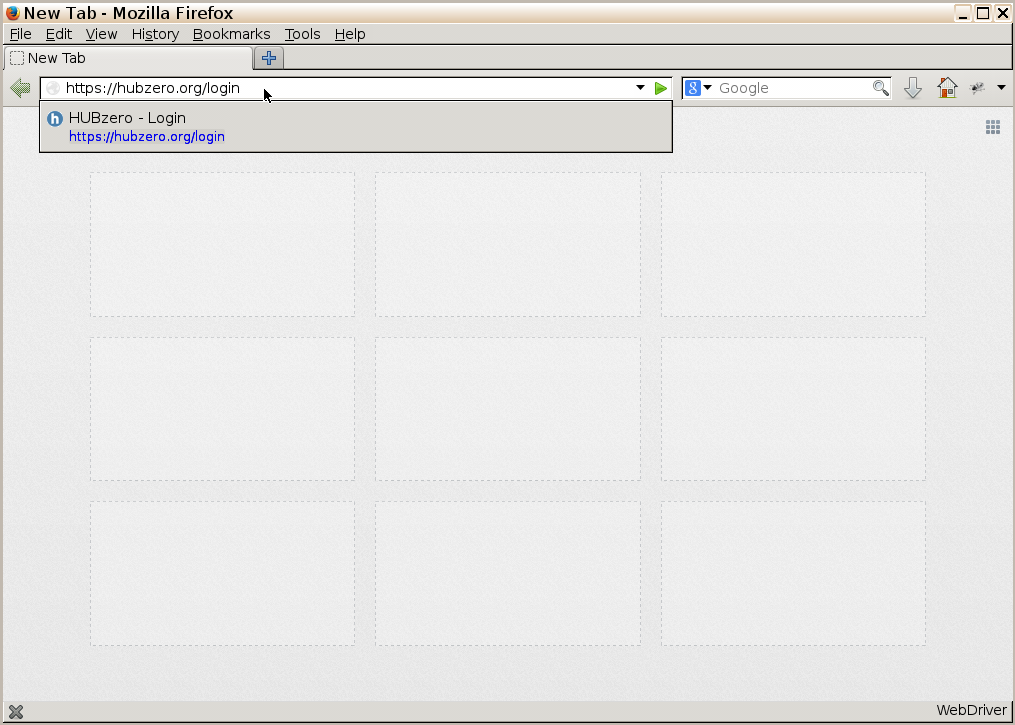 New Tab - Mozilla Firefox
File Edit View History Bookmarks Tools Help
New Tab
https://hubzero.org/login
8 Google
h HUBzero - Login
https://hubzero.org/login
WebDriver